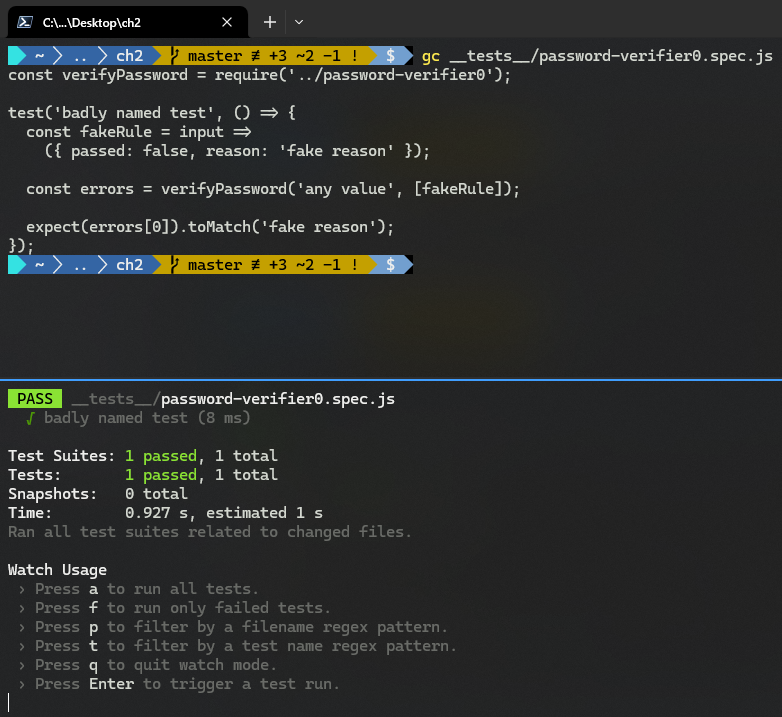 C:\...\Desktop\ch2
~ .. ch2 master ≢ +3 ~2 -1 ! $ gc __tests__/password-verifier0.spec.js
const verifyPassword = require('../password-verifier0');
test('badly named test', () => {
const fakeRule = input =>
({ passed: false, reason: 'fake reason' });
const errors = verifyPassword('any value', [fakeRule]);
expect(errors[0]).toMatch('fake reason');
});
~ .. ch2 master ≢ +3 ~2 -1 ! $
PASS __tests__/password-verifier0.spec.js
√ badly named test (8 ms)
Test Suites: 1 passed, 1 total
Tests: 1 passed, 1 total
Snapshots: 0 total
Time: 0.927 s, estimated 1 s
Ran all test suites related to changed files.
Watch Usage
› Press a to run all tests.
› Press f to run only failed tests.
› Press p to filter by a filename regex pattern.
› Press t to filter by a test name regex pattern.
› Press q to quit watch mode.
› Press Enter to trigger a test run.